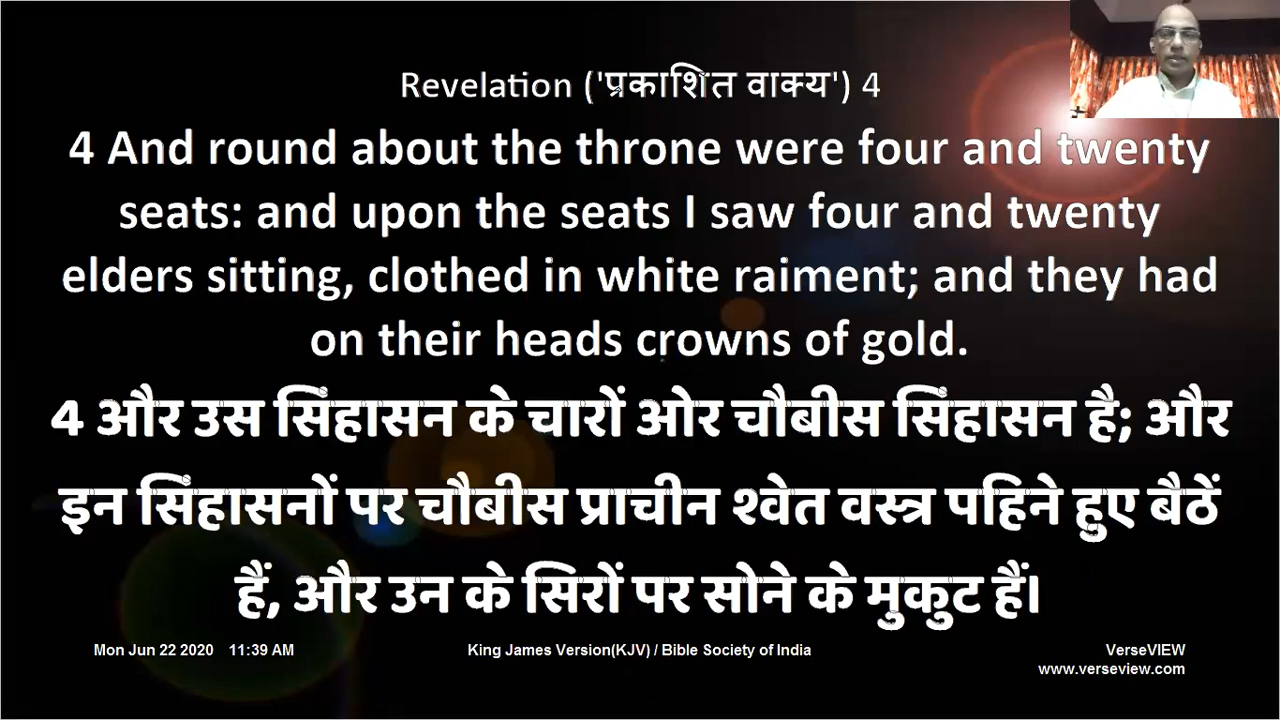 Revelation ('प्रकाशित वाक्य') 4
4 And round about the throne were four and twenty
seats: and upon the seats I saw four and twenty
elders sitting, clothed in white raiment; and they had
on their heads crowns of gold.
4 और उस सिंहासन के चारों ओर चौबीस सिंहासन है; और
इन सिंहासनों पर चौबीस प्राचीन श्वेत वस्त्र पहिने हुए बैठें
हैं, और उन के सिरों पर सोने के मुकुट हैं।
Mon Jun 22 2020 11:39 AM King James Version(KJV) / Bible Society of India VerseVIEW
www.verseview.com